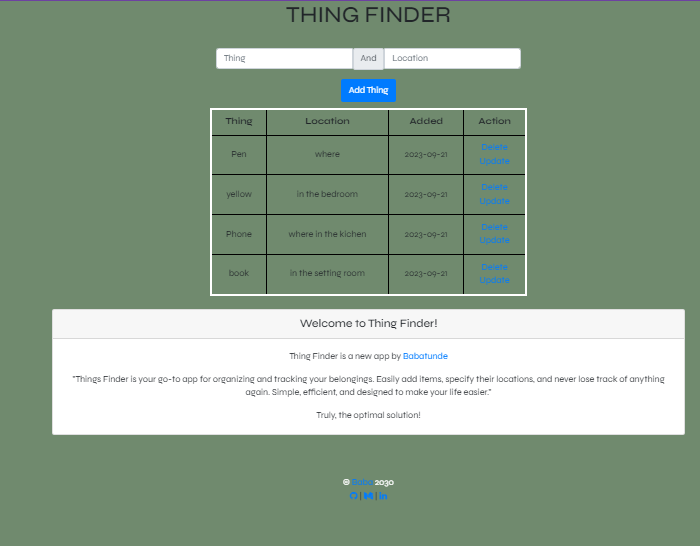 THING FINDER
Thing And Location
Add Thing
Thing Location Added Action
Pen where 2023-09-21 Delete
Update
yellow in the bedroom 2023-09-21 Delete
Update
Phone where in the kichen 2023-09-21 Delete
Update
book in the setting room 2023-09-21 Delete
Update
Welcome to Thing Finder!
Thing Finder is a new app by Babatunde
"Things Finder is your go-to app for organizing and tracking your belongings. Easily add items, specify their locations, and never lose track of anything
again. Simple, efficient, and designed to make your life easier."
Truly, the optimal solution!
© Baba 2030
| |